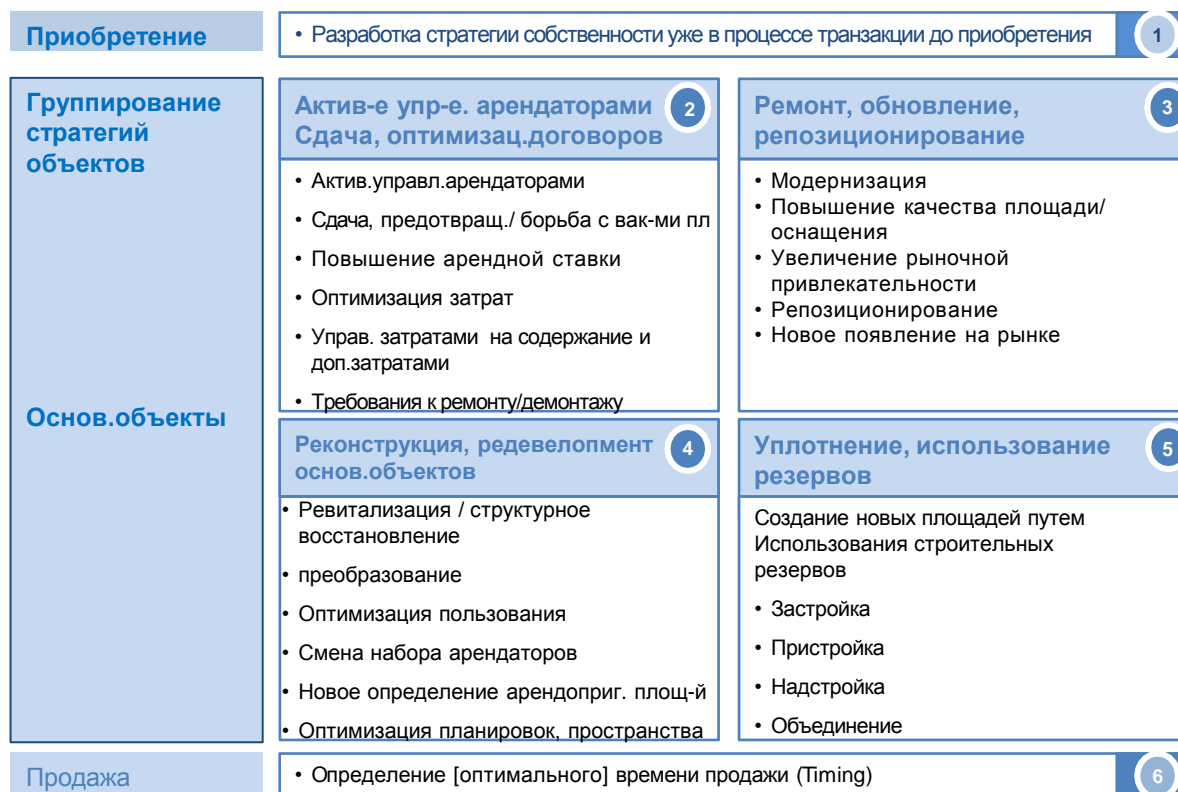 Приобретение
• Разработка стратегии собственности уже в процессе транзакции до приобретения
1
Группирование
стратегий
объектов
Основ.объекты
Актив-е упр-е. арендаторами
Сдача, оптимизац.договоров
2
• Актив.управл.арендаторами
• Сдача, предотвращ./ борьба с вак-ми пл
• Повышение арендной ставки
• Оптимизация затрат
• Управ. затратами на содержание и
доп.затратами
• Требования к ремонту/демонтажу
Ремонт, обновление,
репозиционирование
3
• Модернизация
• Повышение качества площади/
оснащения
• Увеличение рыночной
привлекательности
• Репозиционирование
• Новое появление на рынке
Реконструкция, редевелопмент
основ.объектов
4
• Ревитализация / структурное
восстановление
• преобразование
• Оптимизация пользования
• Смена набора арендаторов
• Новое определение арендоприг. площ-й
• Оптимизация планировок, пространства
Уплотнение, использование
резервов
5
Создание новых площадей путем
Использования строительных
резервов
• Застройка
• Пристройка
• Надстройка
• Объединение
Продажа
• Определение [оптимального] времени продажи (Timing)
6